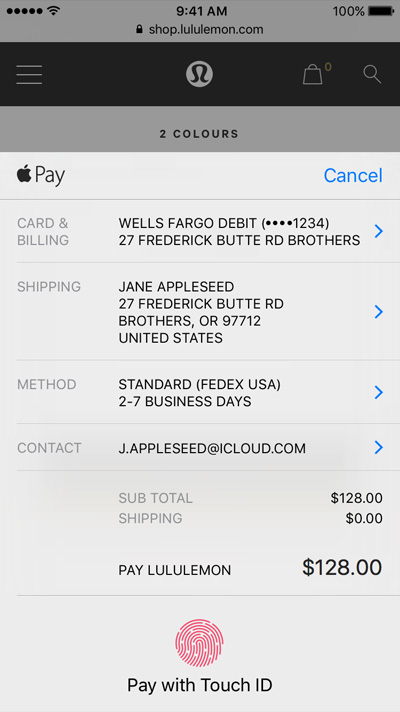 9:41 AM
100%
shop.lululemon.com
0
2 COLOURS
Pay
Cancel
CARD &
BILLING
WELLS FARGO DEBIT (••••1234)
27 FREDERICK BUTTE RD BROTHERS
SHIPPING
JANE APPLESEED
27 FREDERICK BUTTE RD
BROTHERS, OR 97712
UNITED STATES
METHOD
STANDARD (FEDEX USA)
2-7 BUSINESS DAYS
CONTACT
J.APPLESEED@ICLOUD.COM
SUB TOTAL $128.00
SHIPPING $0.00
PAY LULULEMON $128.00
Pay with Touch ID